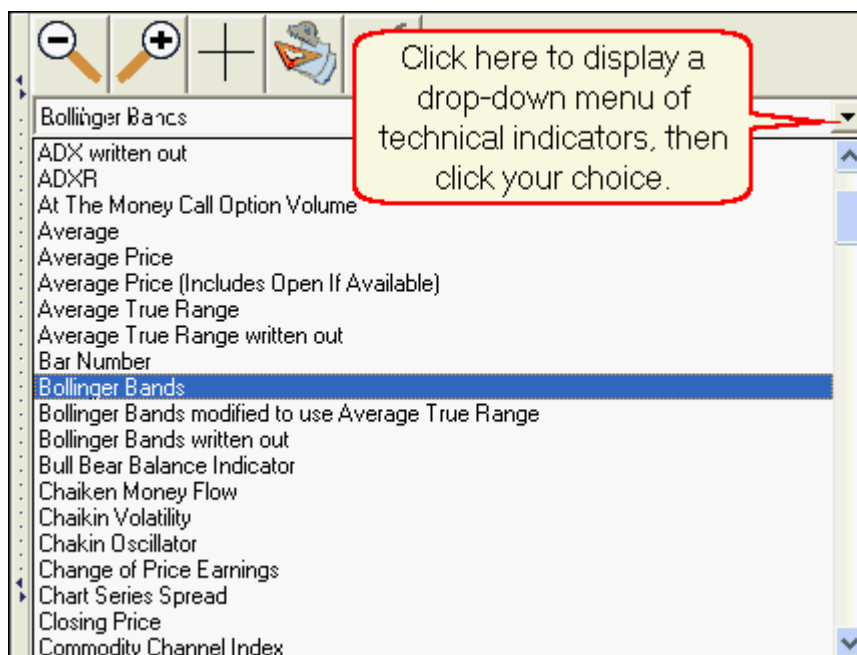 Click here to display a
drop-down menu of
technical indicators, then
click your choice.
Bollinger Bands
ADX written out
ADXR
At The Money Call Option Volume
Average
Average Price
Average Price (Includes Open If Available)
Average True Range
Average True Range written out
Bar Number
Bollinger Bands
Bollinger Bands modified to use Average True Range
Bollinger Bands written out
Bull Bear Balance Indicator
Chaiken Money Flow
Chaikin Volatility
Chakin Oscillator
Change of Price Earnings
Chart Series Spread
Closing Price
Commodity Channel Index